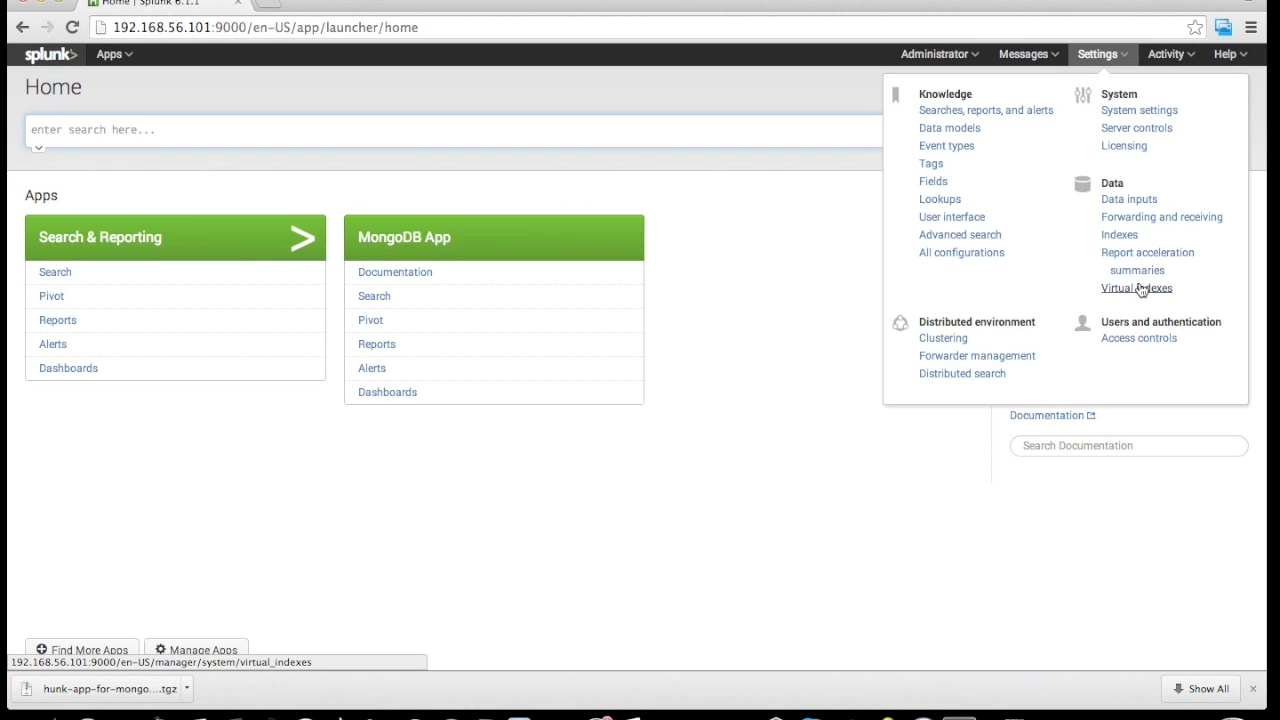 Home | Splunk 6.1.1
192.168.56.101:9000/en-US/app/launcher/home
splunk> Apps Administrator Messages Settings Activity Help
Home
enter search here...
Apps
Search & Reporting
Search
Pivot
Reports
Alerts
Dashboards
MongoDB App
Documentation
Search
Pivot
Reports
Alerts
Dashboards
Knowledge
Searches, reports, and alerts
Data models
Event types
Tags
Fields
Lookups
User interface
Advanced search
All configurations
System
System settings
Server controls
Licensing
Data
Data inputs
Forwarding and receiving
Indexes
Report acceleration
summaries
Virtual Indexes
Distributed environment
Clustering
Forwarder management
Distributed search
Users and authentication
Access controls
Documentation
Search Documentation
Find More Apps Manage Apps
192.168.56.101:9000/en-US/manager/system/virtual_indexes
hunk-app-for-mongo....tgz Show All